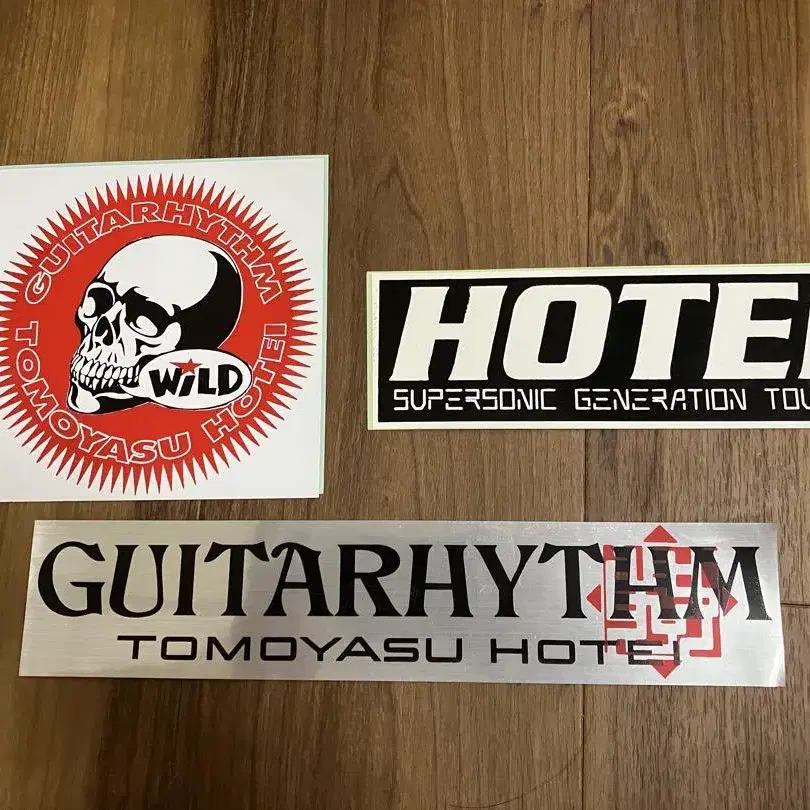 GUITARHYTHM
WiLD
TOMOYASU HOTEI
HOTE
SUPERSONIC GENERATION TOU
GUITARHYTHM
TOMOYASU HOTEI